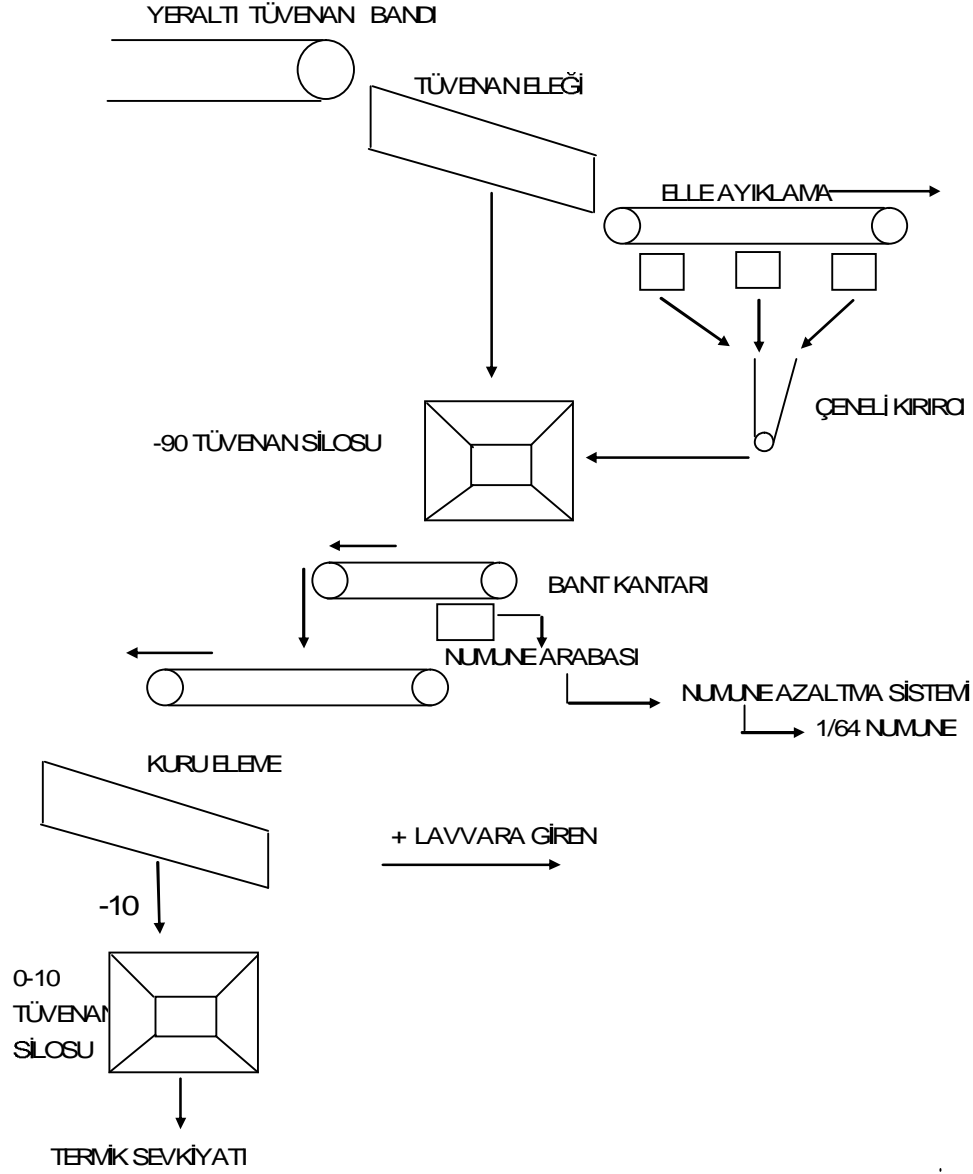 YERALTI TÜVENAN BANDI
TÜVENAN ELEĞİ
ELLE AYIKLAMA
ÇENELİ KIRIRCI
-90 TÜVENAN SİLOSU
BANT KANTARI
NUMUNE ARABASI
NUMUNE AZALTMA SİSTEMİ
1/64 NUMUNE
KURU ELEME
+ LAVVARA GİREN
-10
0-10
TÜVENAN
SİLOSU
TERMİK SEVKİYATI